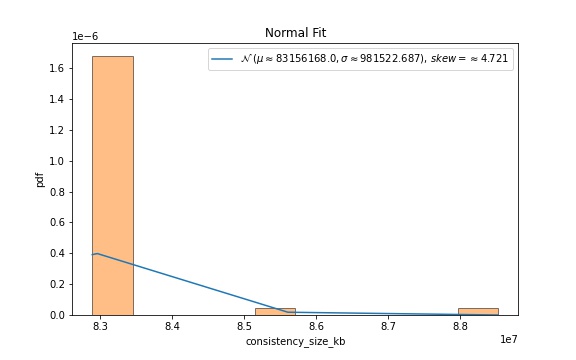 Normal Fit
1e−6
𝒩 (μ ≈ 83156168.0, σ ≈ 981522.687), skew = ≈ 4.721
1.6
1.4
1.2
1.0
0.8
0.6
0.4
0.2
0.0
pdf
8.3 8.4 8.5 8.6 8.7 8.8
consistency_size_kb
1e7